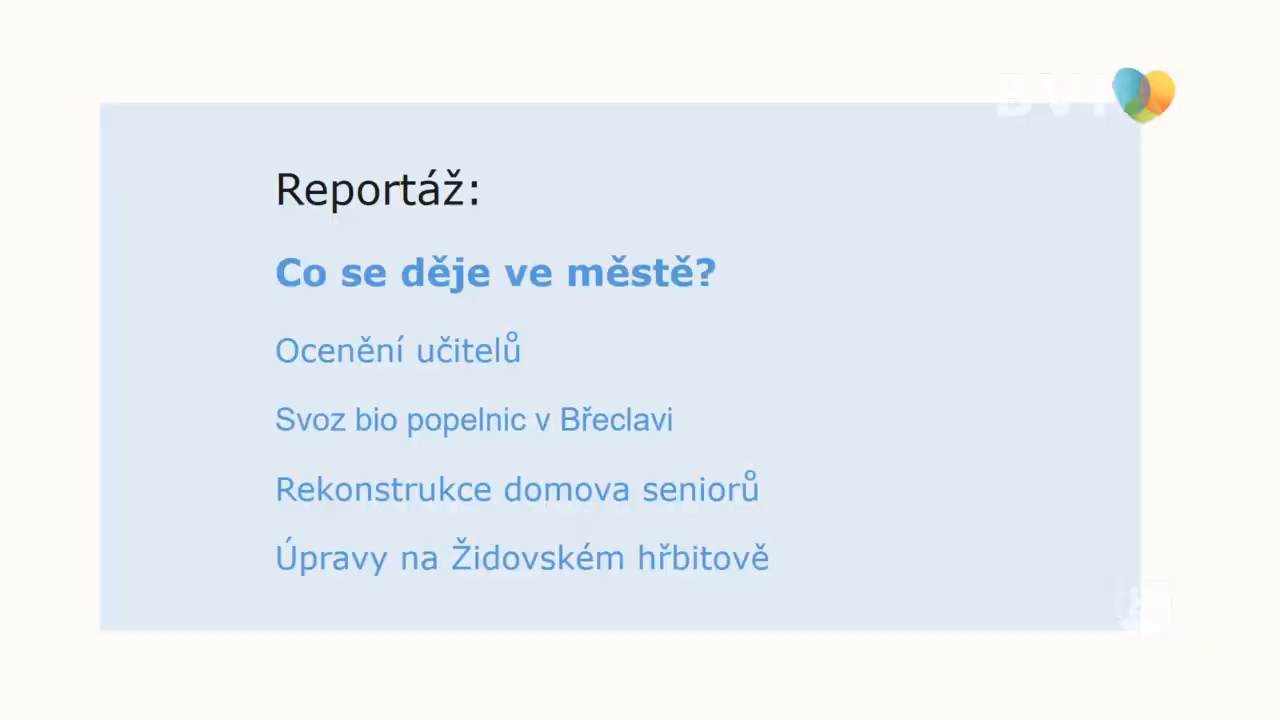 Reportáž:
Co se děje ve městě?
Ocenění učitelů
Svoz bio popelnic v Břeclavi
Rekonstrukce domova seniorů
Úpravy na Židovském hřbitově